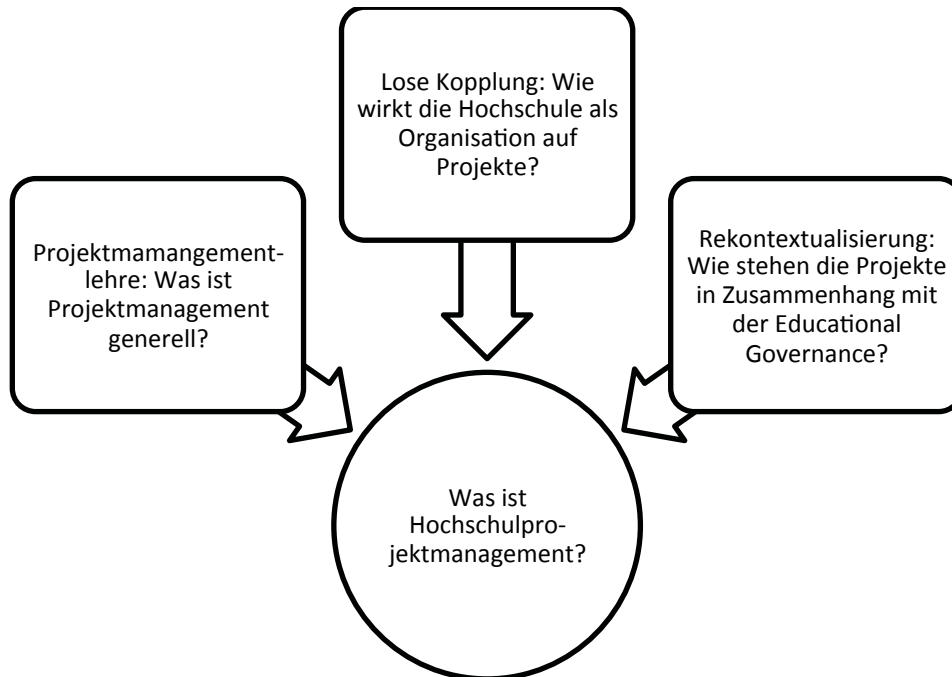 Lose Kopplung: Wie
wirkt die Hochschule als
Organisation auf
Projekte?
Projektmamangement-
lehre: Was ist
Projektmanagement
generell?
Rekontextualisierung:
Wie stehen die Projekte
in Zusammenhang mit
der Educational
Governance?
Was ist
Hochschulpro-
jektmanagement?